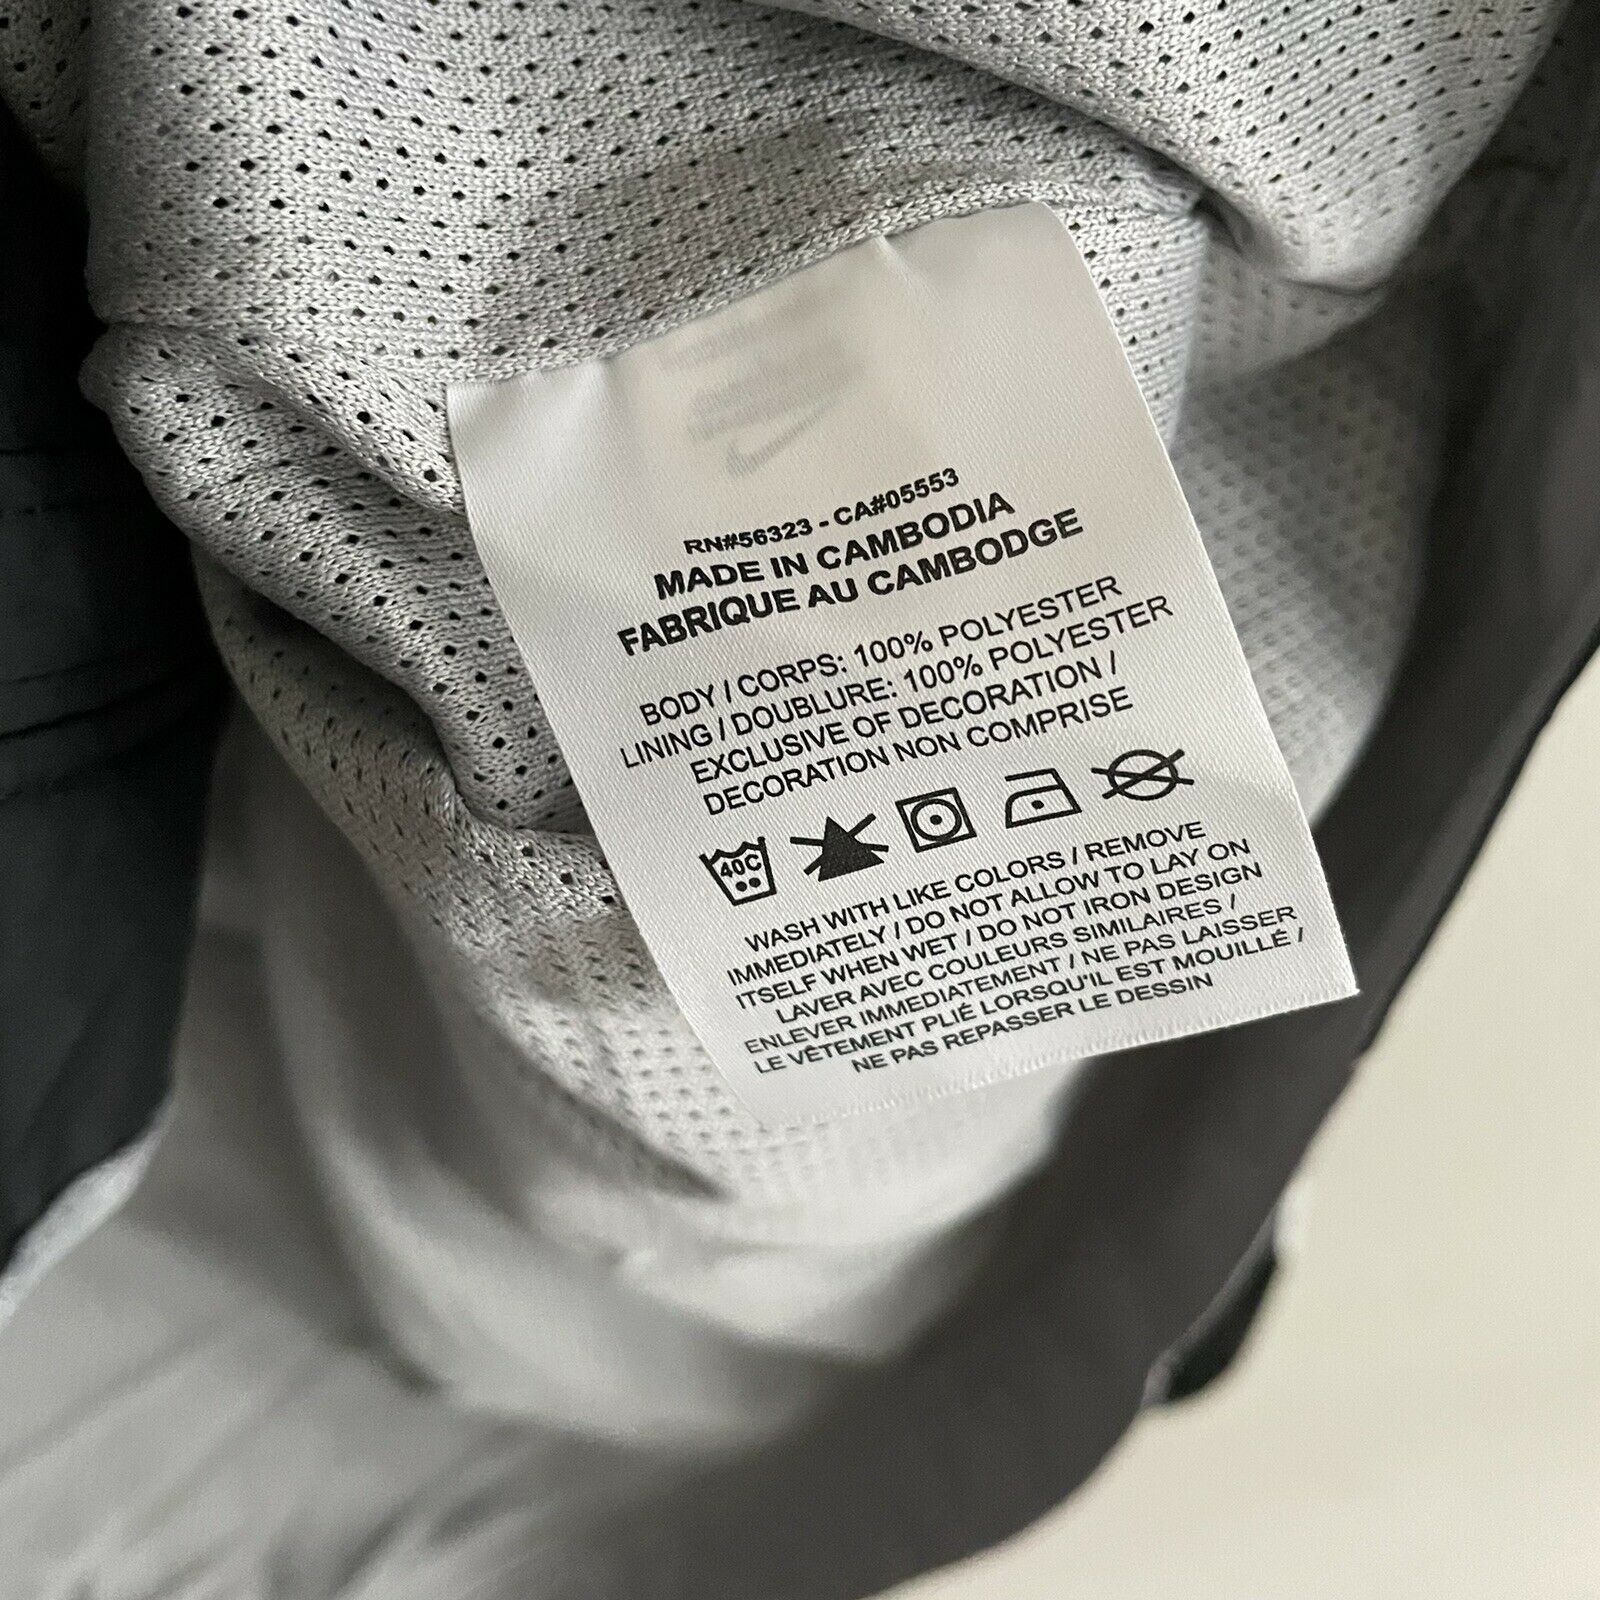 RN#56323 - CA#05553
MADE IN CAMBODIA
FABRIQUE AU CAMBODGE
BODY / CORPS: 100% POLYESTER
LINING / DOUBLURE: 100% POLYESTER
EXCLUSIVE OF DECORATION /
DECORATION NON COMPRISE
40C
WASH WITH LIKE COLORS / REMOVE
IMMEDIATELY / DO NOT ALLOW TO LAY ON
ITSELF WHEN WET / DO NOT IRON DESIGN
LAVER AVEC COULEURS SIMILAIRES /
ENLEVER IMMEDIATEMENT / NE PAS LAISSER
LE VÊTEMENT PLIÉ LORSQU'IL EST MOUILLÉ /
NE PAS REPASSER LE DESSIN